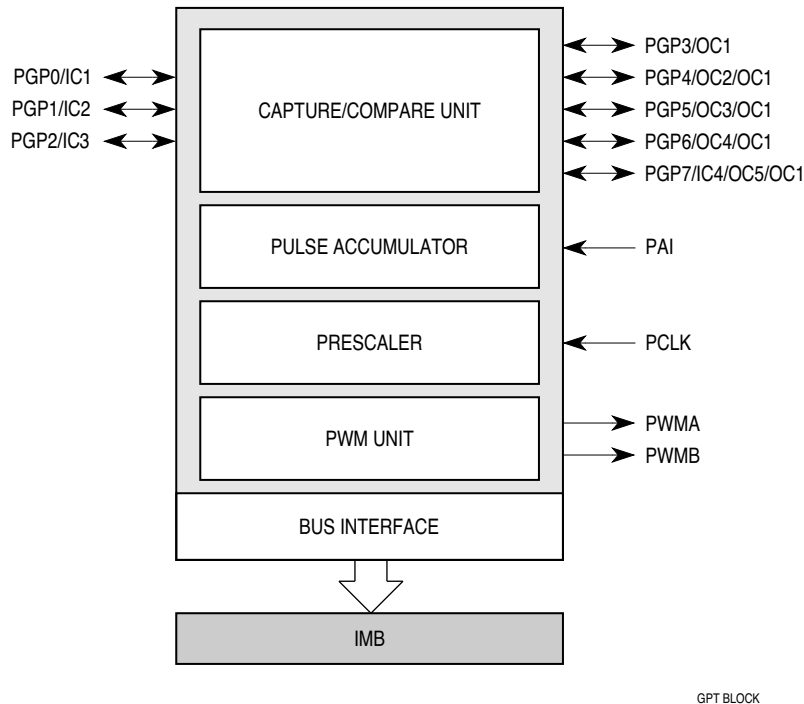 PGP0/IC1
PGP1/IC2
PGP2/IC3
CAPTURE/COMPARE UNIT
PGP3/OC1
PGP4/OC2/OC1
PGP5/OC3/OC1
PGP6/OC4/OC1
PGP7/IC4/OC5/OC1
PULSE ACCUMULATOR
PAI
PRESCALER
PCLK
PWM UNIT
PWMA
PWMB
BUS INTERFACE
IMB
GPT BLOCK